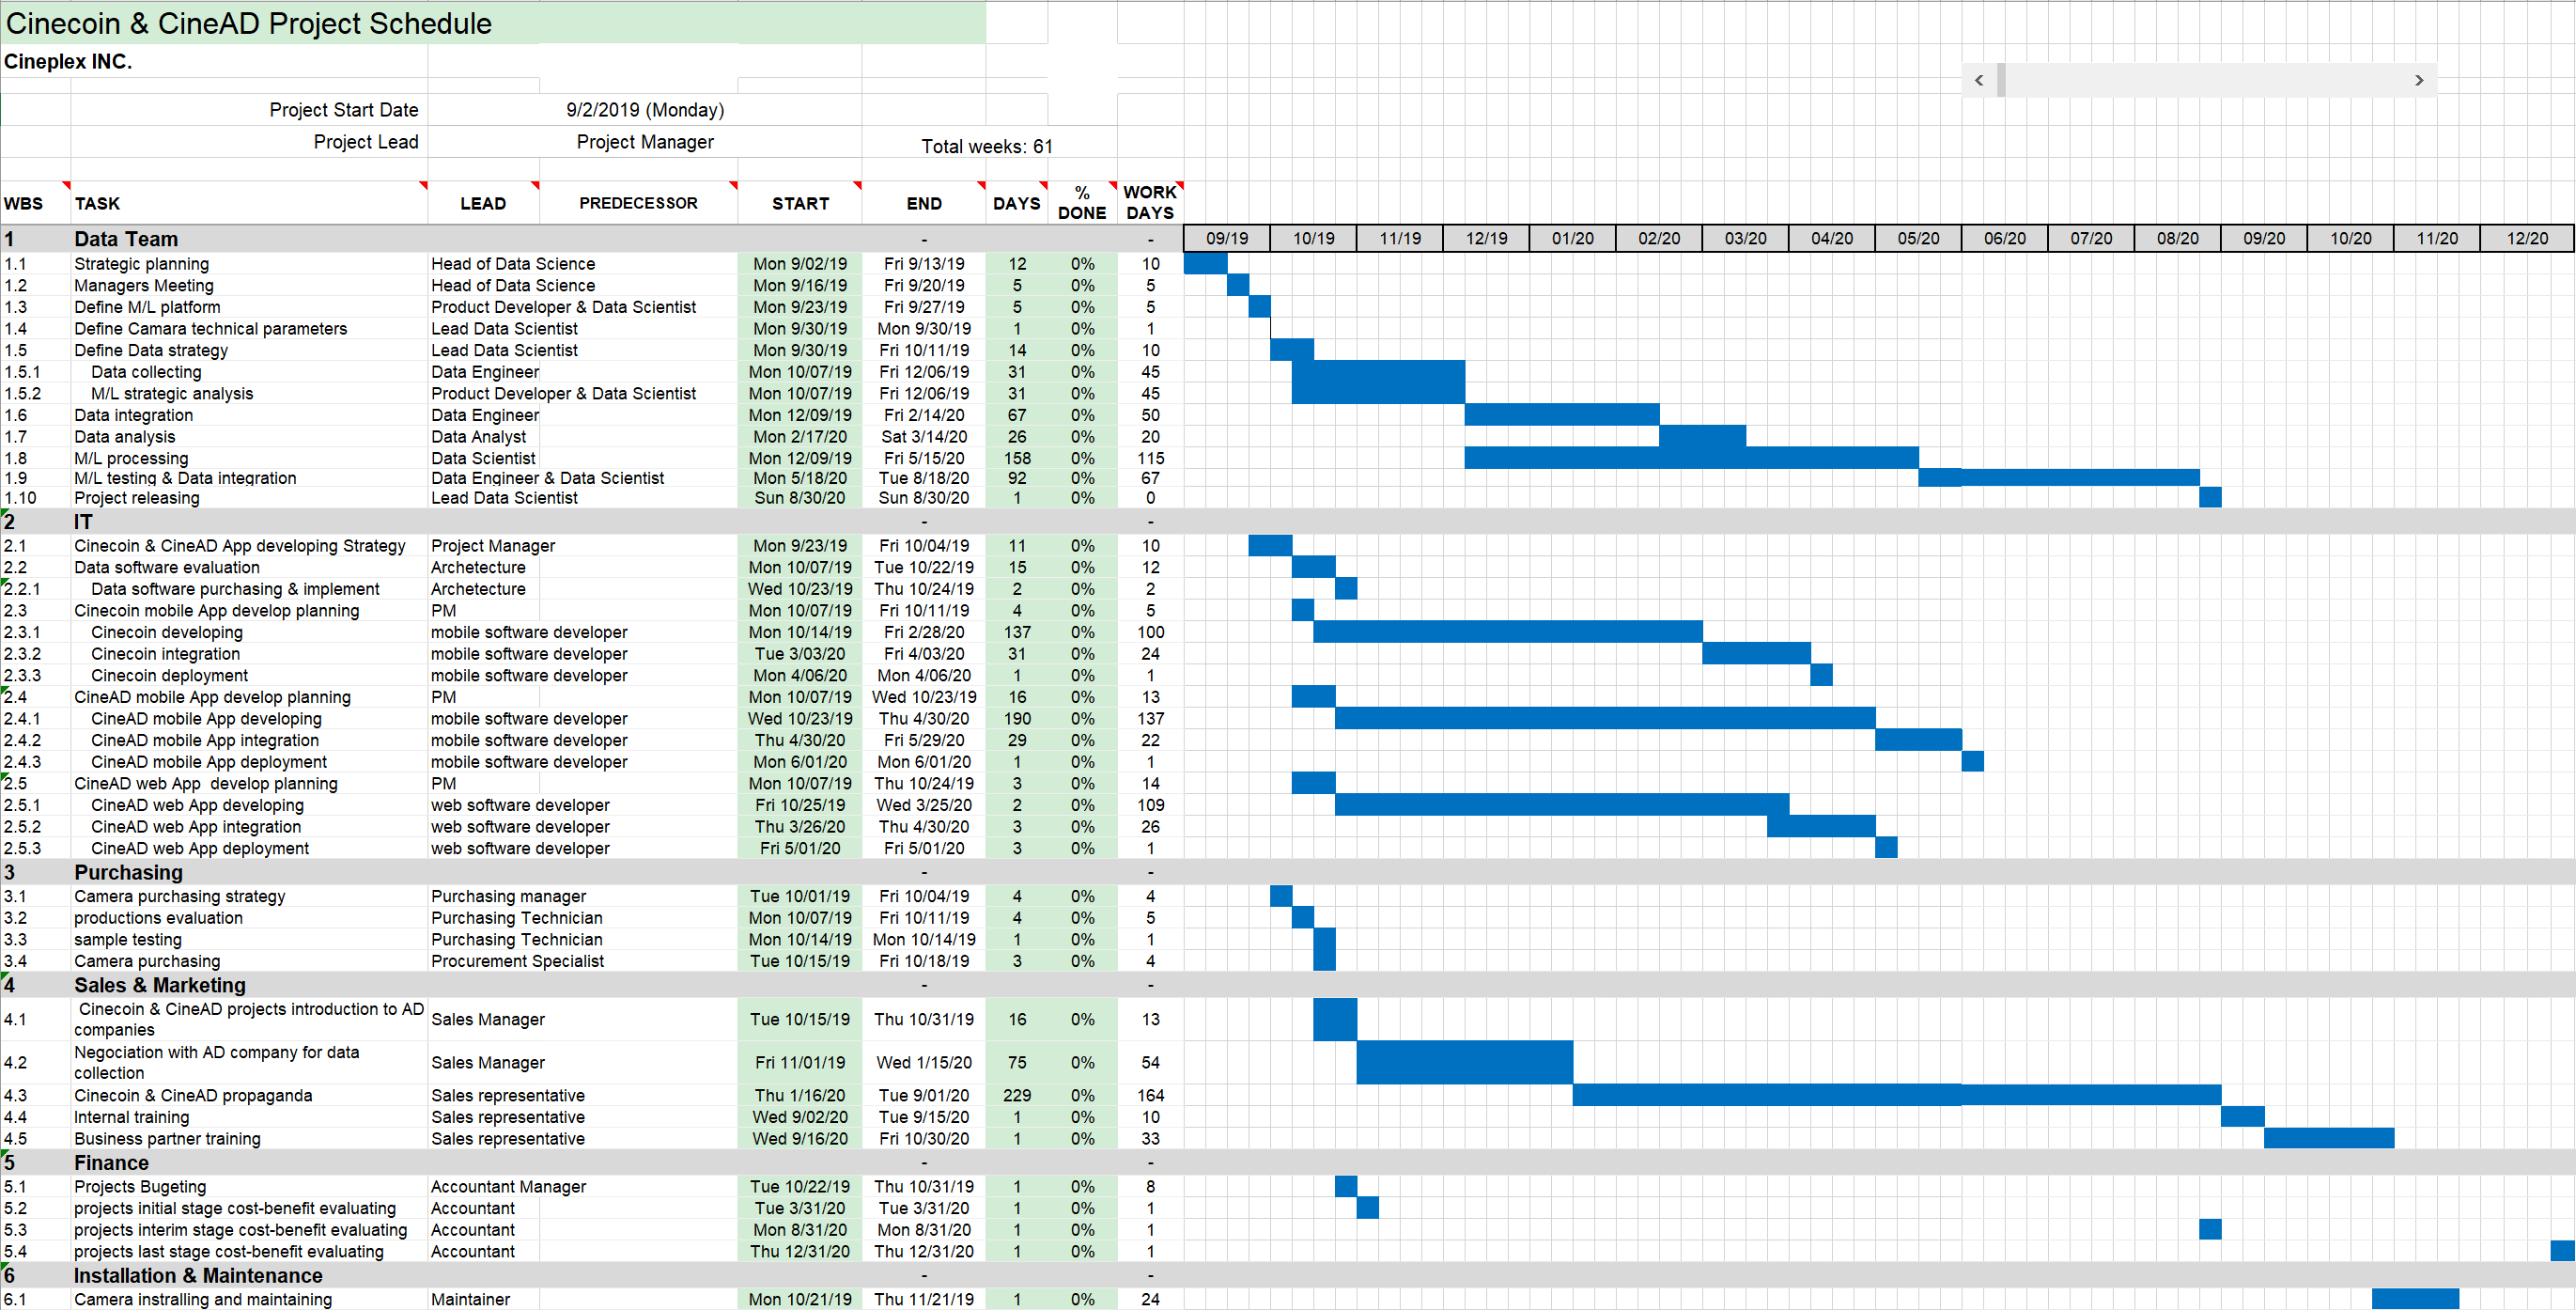 Cinecoin & CineAD Project Schedule
Cineplex INC.
Project Start Date 9/2/2019 (Monday)
Project Lead Project Manager Total weeks: 61
WBS TASK LEAD PREDECESSOR START END DAYS % DONE WORK DAYS
1 Data Team - - 09/19 10/19 11/19 12/19 01/20 02/20 03/20 04/20 05/20 06/20 07/20 08/20 09/20 10/20 11/20 12/20
1.1 Strategic planning Head of Data Science Mon 9/02/19 Fri 9/13/19 12 0% 10
1.2 Managers Meeting Head of Data Science Mon 9/16/19 Fri 9/20/19 5 0% 5
1.3 Define M/L platform Product Developer & Data Scientist Mon 9/23/19 Fri 9/27/19 5 0% 5
1.4 Define Camara technical parameters Lead Data Scientist Mon 9/30/19 Mon 9/30/19 1 0% 1
1.5 Define Data strategy Lead Data Scientist Mon 9/30/19 Fri 10/11/19 14 0% 10
1.5.1 Data collecting Data Engineer Mon 10/07/19 Fri 12/06/19 31 0% 45
1.5.2 M/L strategic analysis Product Developer & Data Scientist Mon 10/07/19 Fri 12/06/19 31 0% 45
1.6 Data integration Data Engineer Mon 12/09/19 Fri 2/14/20 67 0% 50
1.7 Data analysis Data Analyst Mon 2/17/20 Sat 3/14/20 26 0% 20
1.8 M/L processing Data Scientist Mon 12/09/19 Fri 5/15/20 158 0% 115
1.9 M/L testing & Data integration Data Engineer & Data Scientist Mon 5/18/20 Tue 8/18/20 92 0% 67
1.10 Project releasing Lead Data Scientist Sun 8/30/20 Sun 8/30/20 1 0% 0
2 IT - -
2.1 Cinecoin & CineAD App developing Strategy Project Manager Mon 9/23/19 Fri 10/04/19 11 0% 10
2.2 Data software evaluation Archetecture Mon 10/07/19 Tue 10/22/19 15 0% 12
2.2.1 Data software purchasing & implement Archetecture Wed 10/23/19 Thu 10/24/19 2 0% 2
2.3 Cinecoin mobile App develop planning PM Mon 10/07/19 Fri 10/11/19 4 0% 5
2.3.1 Cinecoin developing mobile software developer Mon 10/14/19 Fri 2/28/20 137 0% 100
2.3.2 Cinecoin integration mobile software developer Tue 3/03/20 Fri 4/03/20 31 0% 24
2.3.3 Cinecoin deployment mobile software developer Mon 4/06/20 Mon 4/06/20 1 0% 1
2.4 CineAD mobile App develop planning PM Mon 10/07/19 Wed 10/23/19 16 0% 13
2.4.1 CineAD mobile App developing mobile software developer Wed 10/23/19 Thu 4/30/20 190 0% 137
2.4.2 CineAD mobile App integration mobile software developer Thu 4/30/20 Fri 5/29/20 29 0% 22
2.4.3 CineAD mobile App deployment mobile software developer Mon 6/01/20 Mon 6/01/20 1 0% 1
2.5 CineAD web App develop planning PM Mon 10/07/19 Thu 10/24/19 3 0% 14
2.5.1 CineAD web App developing web software developer Fri 10/25/19 Wed 3/25/20 2 0% 109
2.5.2 CineAD web App integration web software developer Thu 3/26/20 Thu 4/30/20 3 0% 26
2.5.3 CineAD web App deployment web software developer Fri 5/01/20 Fri 5/01/20 3 0% 1
3 Purchasing - -
3.1 Camera purchasing strategy Purchasing manager Tue 10/01/19 Fri 10/04/19 4 0% 4
3.2 productions evaluation Purchasing Technician Mon 10/07/19 Fri 10/11/19 4 0% 5
3.3 sample testing Purchasing Technician Mon 10/14/19 Mon 10/14/19 1 0% 1
3.4 Camera purchasing Procurement Specialist Tue 10/15/19 Fri 10/18/19 3 0% 4
4 Sales & Marketing - -
4.1 Cinecoin & CineAD projects introduction to AD companies Sales Manager Tue 10/15/19 Thu 10/31/19 16 0% 13
4.2 Negociation with AD company for data collection Sales Manager Fri 11/01/19 Wed 1/15/20 75 0% 54
4.3 Cinecoin & CineAD propaganda Sales representative Thu 1/16/20 Tue 9/01/20 229 0% 164
4.4 Internal training Sales representative Wed 9/02/20 Tue 9/15/20 1 0% 10
4.5 Business partner training Sales representative Wed 9/16/20 Fri 10/30/20 1 0% 33
5 Finance - -
5.1 Projects Bugeting Accountant Manager Tue 10/22/19 Thu 10/31/19 1 0% 8
5.2 projects initial stage cost-benefit evaluating Accountant Tue 3/31/20 Tue 3/31/20 1 0% 1
5.3 projects interim stage cost-benefit evaluating Accountant Mon 8/31/20 Mon 8/31/20 1 0% 1
5.4 projects last stage cost-benefit evaluating Accountant Thu 12/31/20 Thu 12/31/20 1 0% 1
6 Installation & Maintenance - -
6.1 Camera instralling and maintaining Maintainer Mon 10/21/19 Thu 11/21/19 1 0% 24